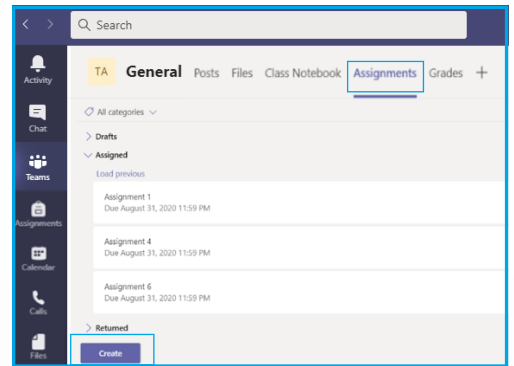 Search
Activity
Chat
Teams
Assignments
Calendar
Calls
Files
TA General Posts Files Class Notebook Assignments Grades
All categories
Drafts
Assigned
Load previous
Assignment 1
Due August 31, 2020 11:59 PM
Assignment 4
Due August 31, 2020 11:59 PM
Assignment 6
Due August 31, 2020 11:59 PM
Returned
Create